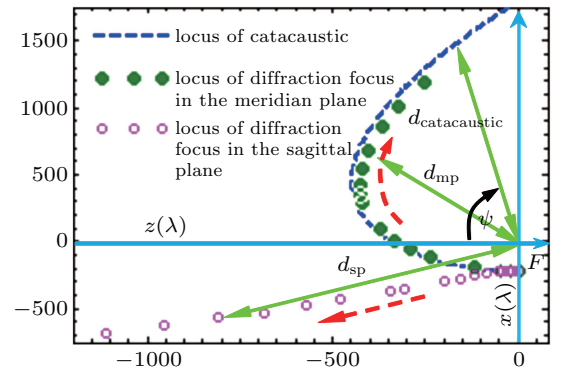 1500
1000
500
0
−500
−1000
−500
0
locus of catacaustic
locus of diffraction focus
in the meridian plane
locus of diffraction
focus in the sagittal
plane
d_catacaustic
d_mp
ψ
z(λ)
d_sp
F
x(λ)